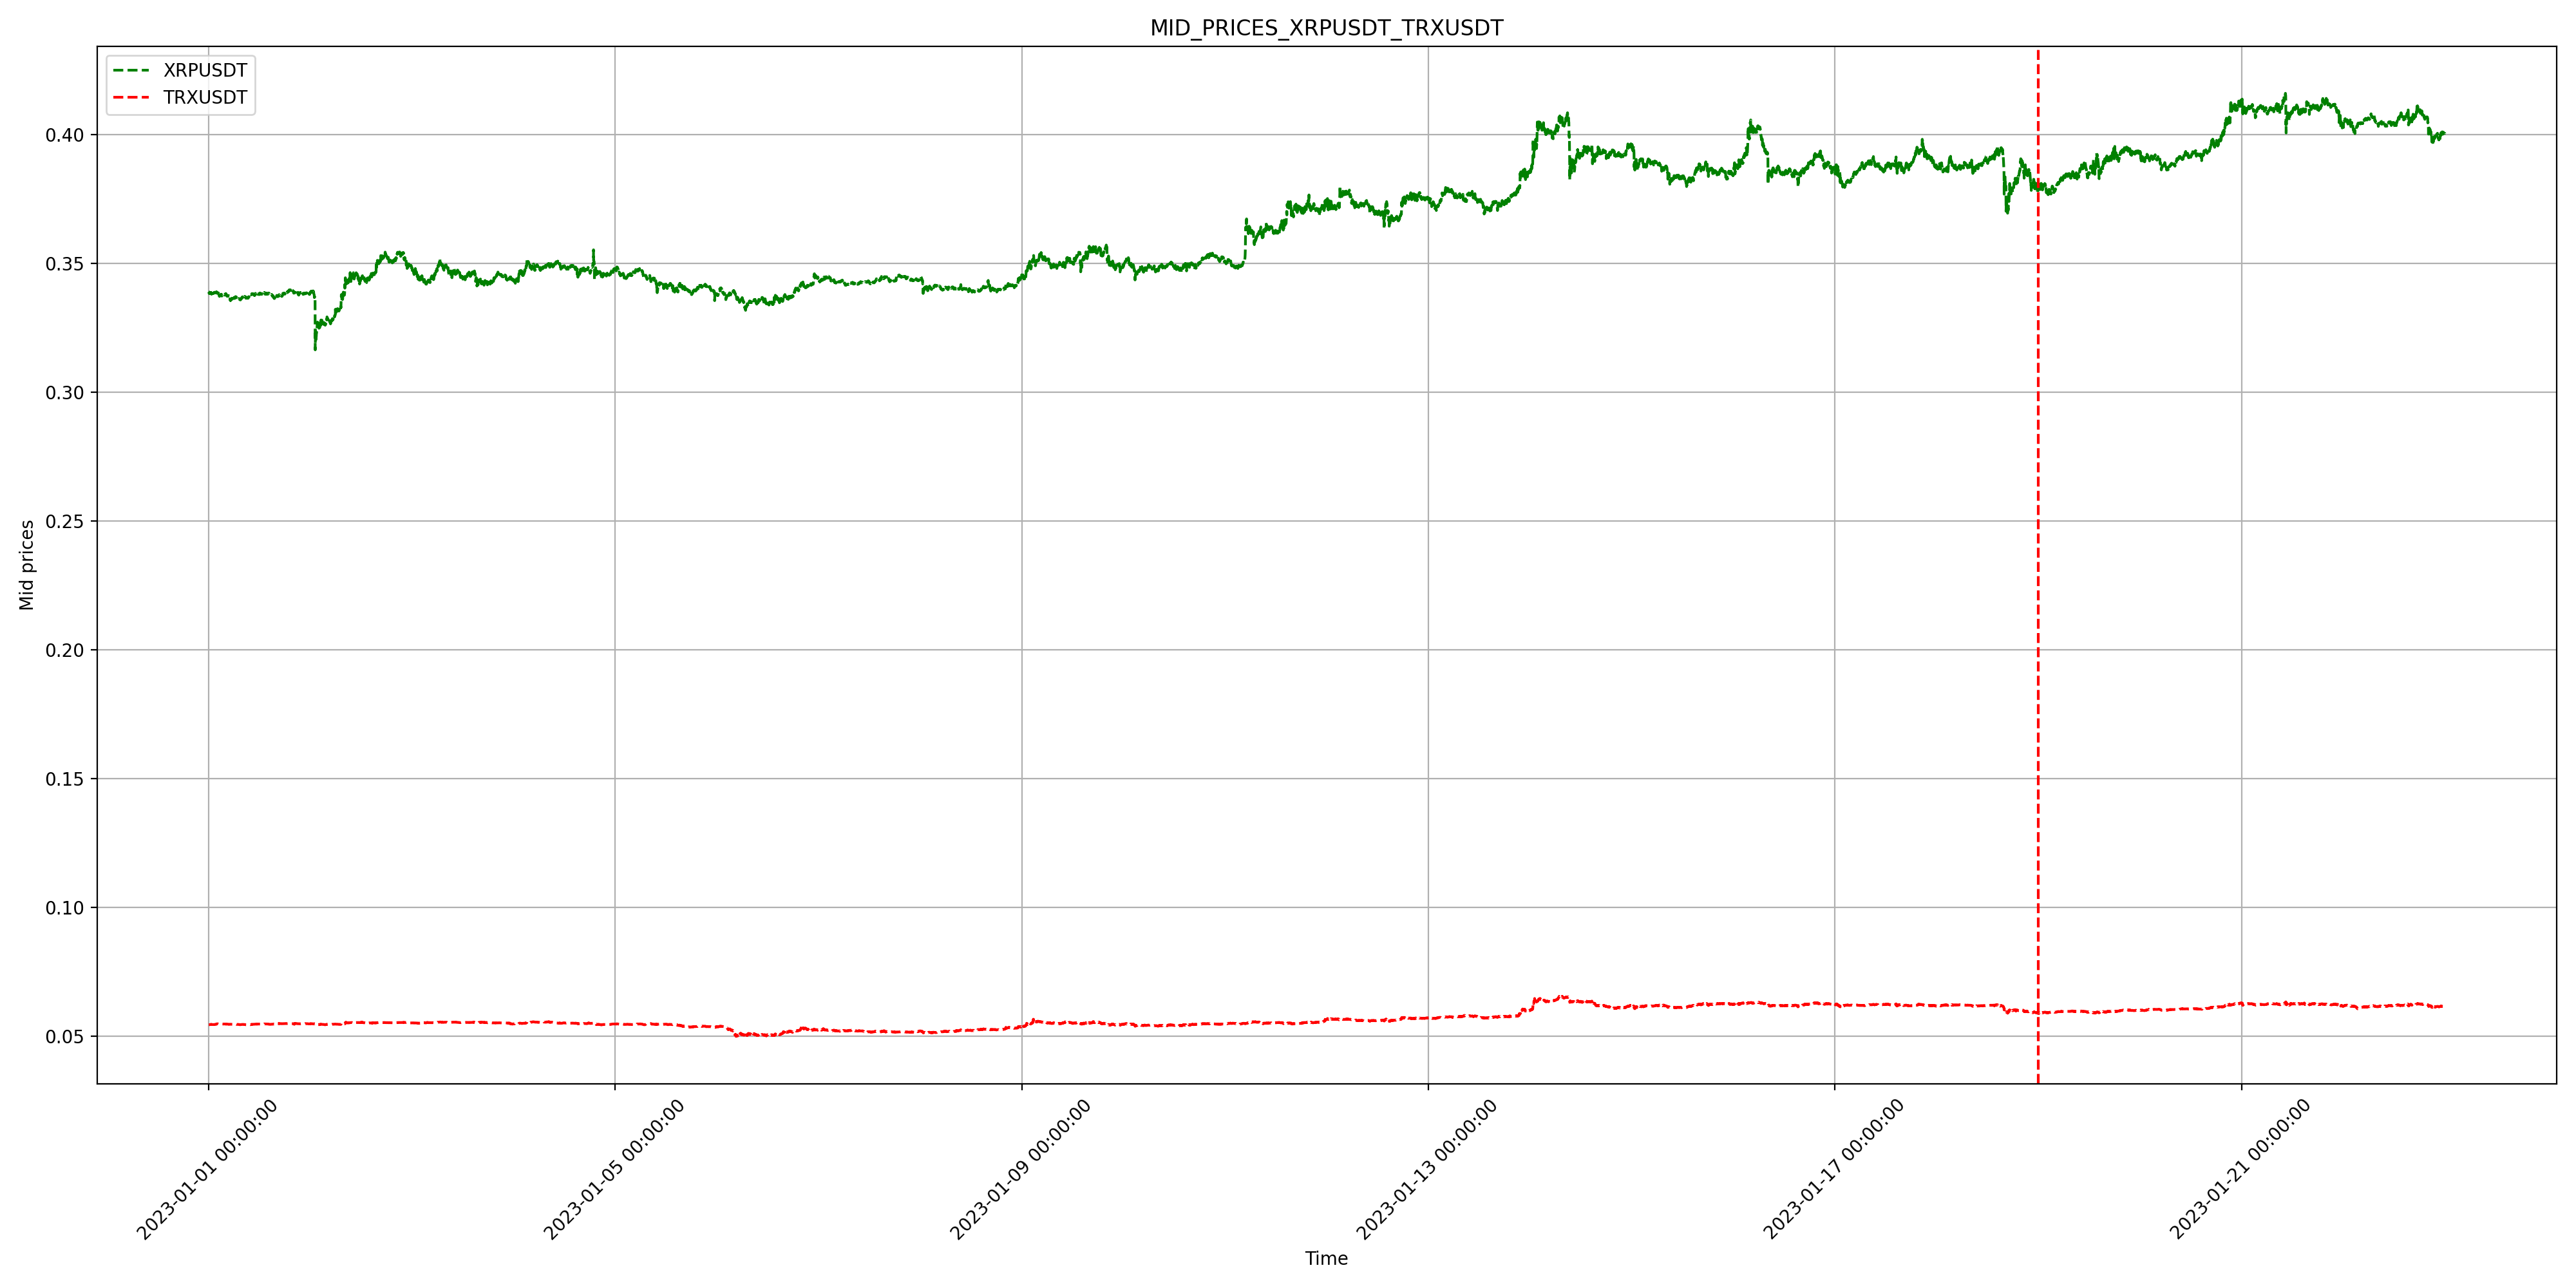 MID_PRICES_XRPUSDT_TRXUSDT
XRPUSDT
TRXUSDT
0.40
0.35
0.30
0.25
0.20
0.15
0.10
0.05
Mid prices
2023-01-01 00:00:00
2023-01-05 00:00:00
2023-01-09 00:00:00
2023-01-13 00:00:00
2023-01-17 00:00:00
2023-01-21 00:00:00
Time